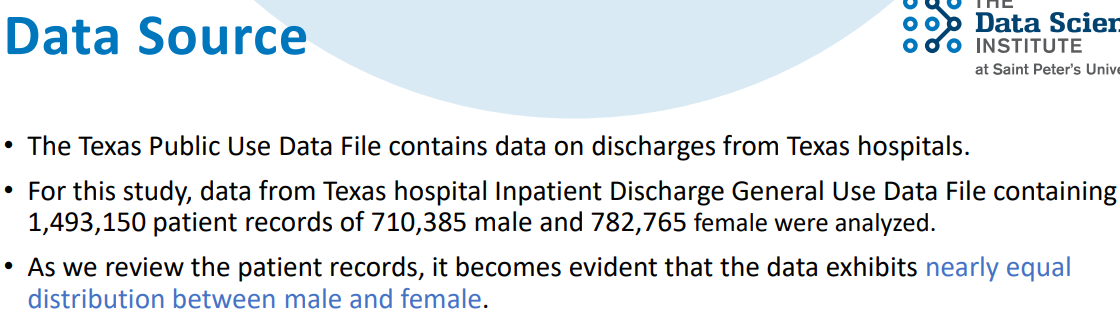 Data Source
THE
Data Scien
INSTITUTE
at Saint Peter's Unive
• The Texas Public Use Data File contains data on discharges from Texas hospitals.
• For this study, data from Texas hospital Inpatient Discharge General Use Data File containing
1,493,150 patient records of 710,385 male and 782,765 female were analyzed.
• As we review the patient records, it becomes evident that the data exhibits nearly equal
distribution between male and female.